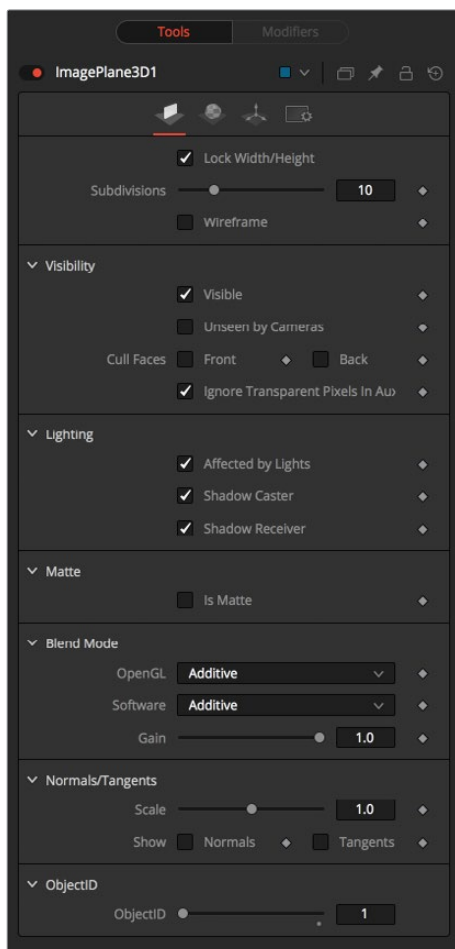 Tools Modifiers
ImagePlane3D1
Lock Width/Height
Subdivisions 10
Wireframe
Visibility
Visible
Unseen by Cameras
Cull Faces Front Back
Ignore Transparent Pixels In Aux
Lighting
Affected by Lights
Shadow Caster
Shadow Receiver
Matte
Is Matte
Blend Mode
OpenGL Additive
Software Additive
Gain 1.0
Normals/Tangents
Scale 1.0
Show Normals Tangents
ObjectID
ObjectID 1